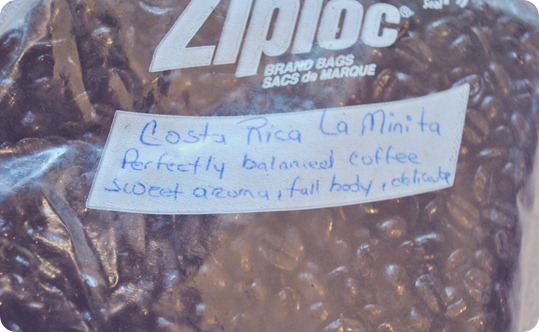 Ziploc®
BRAND BAGS
SACS de MARQUE
Costa Rica La Minita
Perfectly balanced coffee
sweet aroma, full body, delicate